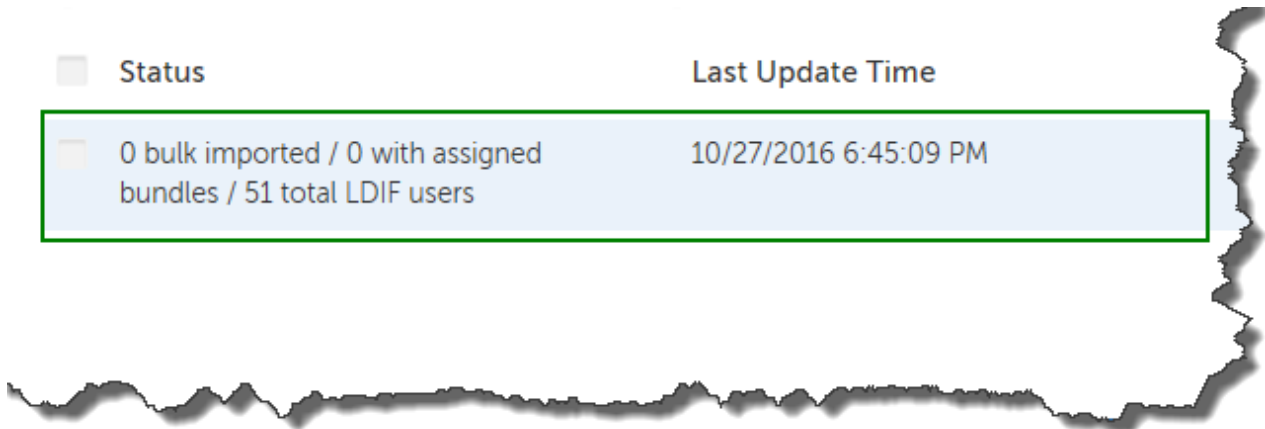 Status Last Update Time
0 bulk imported / 0 with assigned 10/27/2016 6:45:09 PM
bundles / 51 total LDIF users